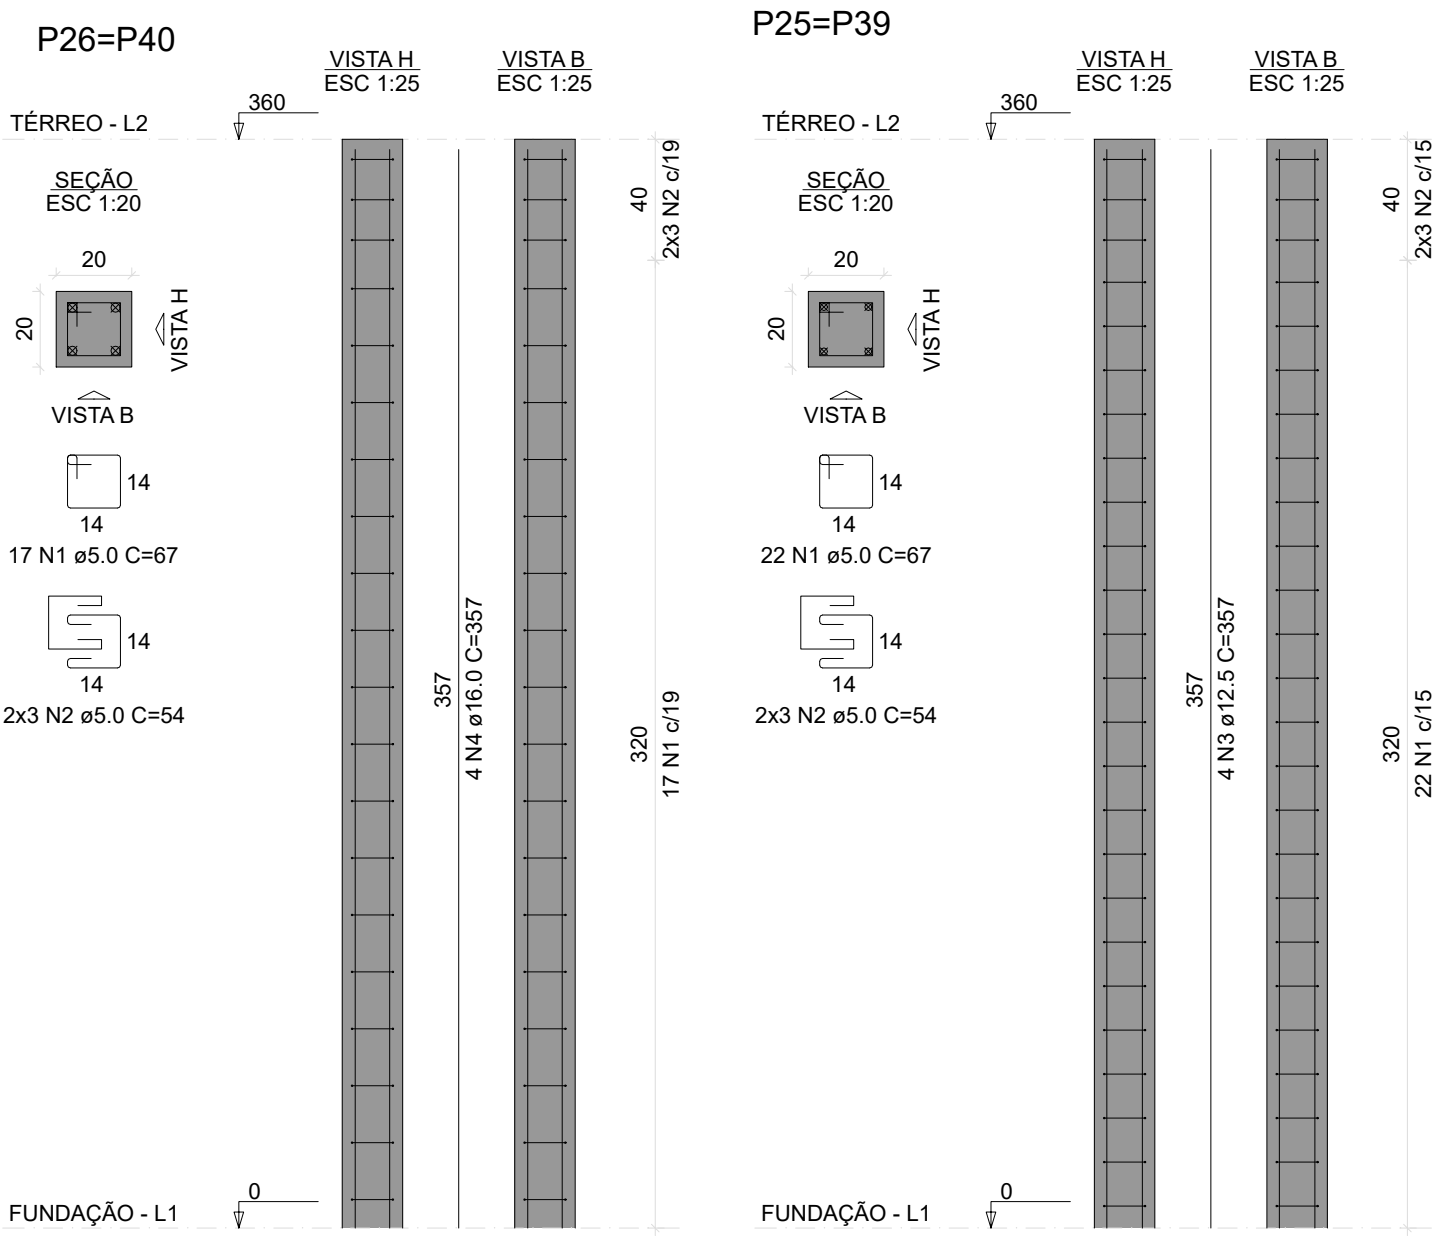 P26=P40
VISTA H
ESC 1:25
VISTA B
ESC 1:25
360
TÉRREO - L2
SEÇÃO
ESC 1:20
20
20
VISTA H
VISTA B
14
14
17 N1 ø5.0 C=67
14
14
2x3 N2 ø5.0 C=54
357
4 N4 ø16.0 C=357
40
2x3 N2 c/19
320
17 N1 c/19
0
FUNDAÇÃO - L1
P25=P39
VISTA H
ESC 1:25
VISTA B
ESC 1:25
360
TÉRREO - L2
SEÇÃO
ESC 1:20
20
20
VISTA H
VISTA B
14
14
22 N1 ø5.0 C=67
14
14
2x3 N2 ø5.0 C=54
357
4 N3 ø12.5 C=357
40
2x3 N2 c/15
320
22 N1 c/15
0
FUNDAÇÃO - L1